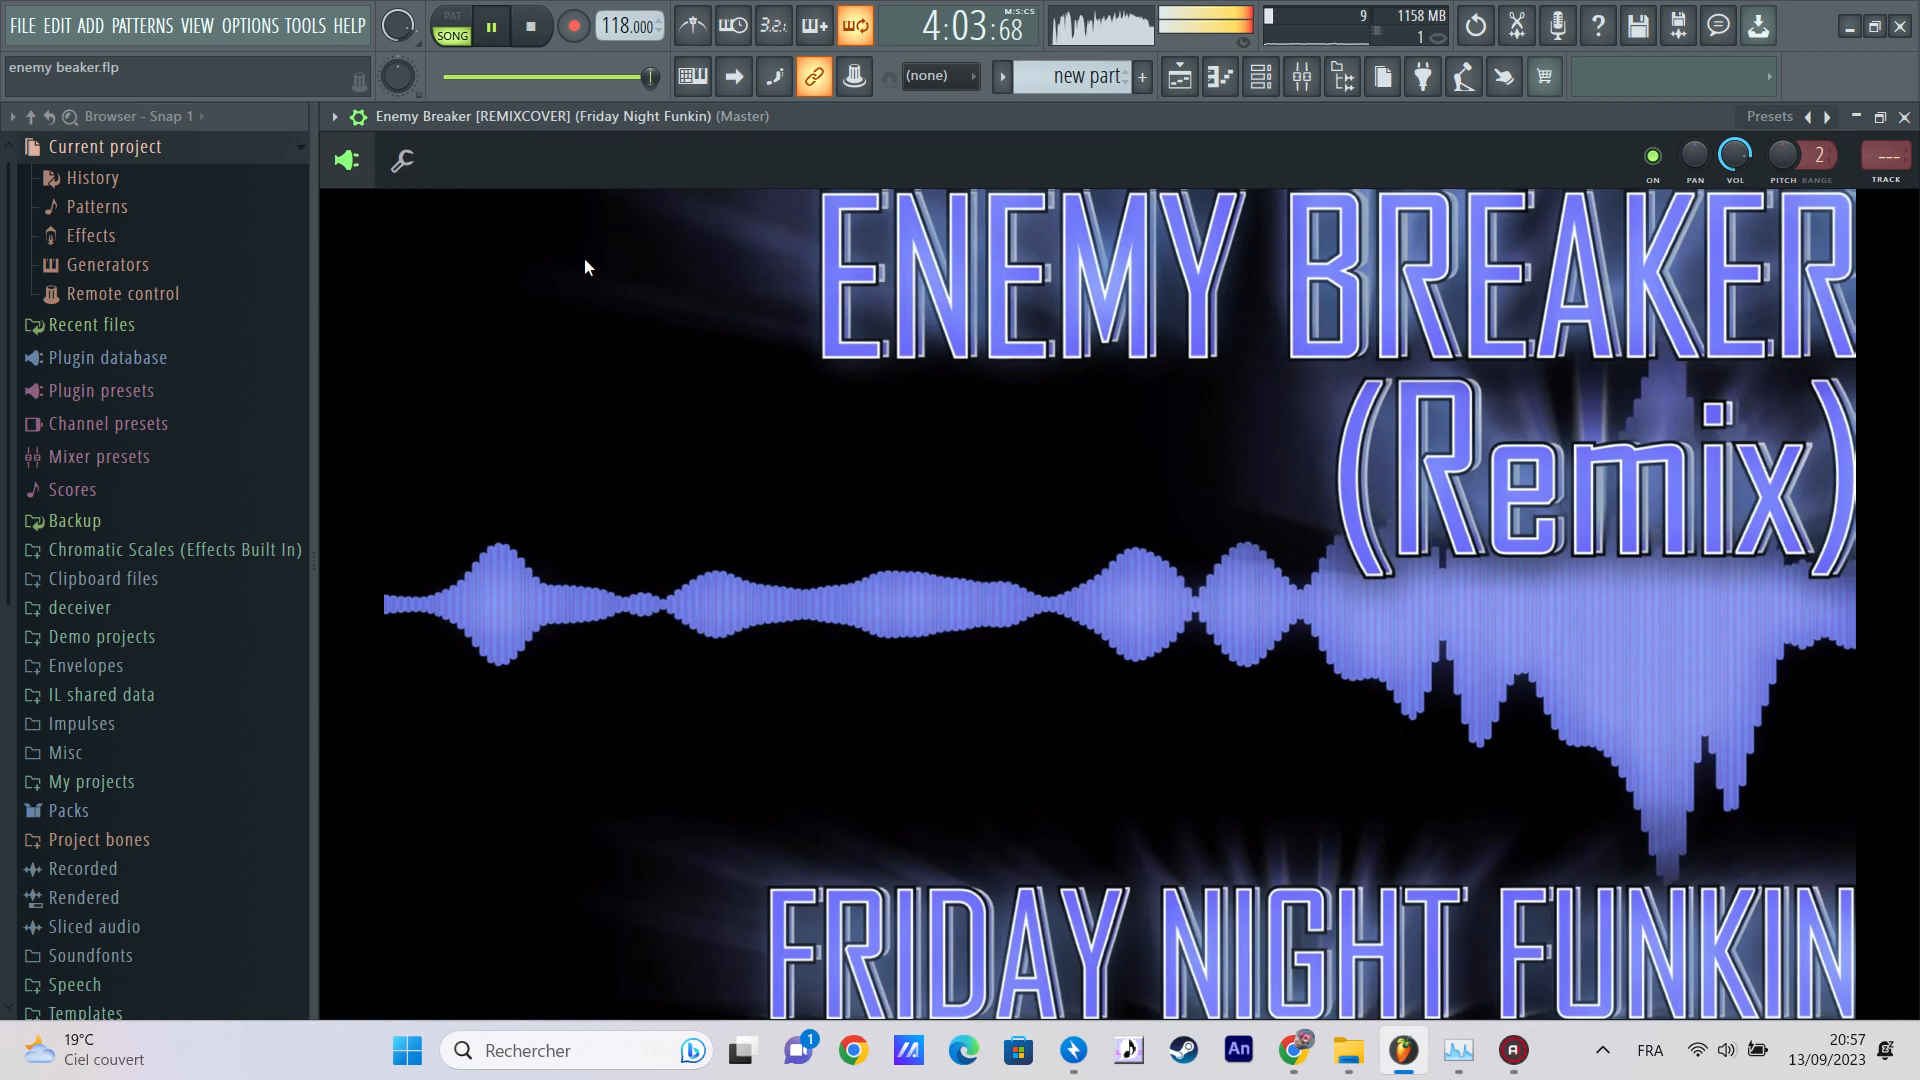 FILE EDIT ADD PATTERNS VIEW OPTIONS TOOLS HELP
PAT
SONG
118.000
3.2.1
4:03:68
M:S:CS
9
1158 MB
1
enemy beaker.flp
(none)
new part
Browser - Snap 1
Enemy Breaker [REMIXCOVER] (Friday Night Funkin) (Master)
Presets
Current project
History
Patterns
Effects
Generators
Remote control
Recent files
Plugin database
Plugin presets
Channel presets
Mixer presets
Scores
Backup
Chromatic Scales (Effects Built In)
Clipboard files
deceiver
Demo projects
Envelopes
IL shared data
Impulses
Misc
My projects
Packs
Project bones
Recorded
Rendered
Sliced audio
Soundfonts
Speech
Templates
2
---
ON
PAN
VOL
PITCH RANGE
TRACK
ENEMY BREAKER
(Remix)
FRIDAY NIGHT FUNKIN
19°C
Ciel couvert
Rechercher
1
An
FRA
20:57
13/09/2023